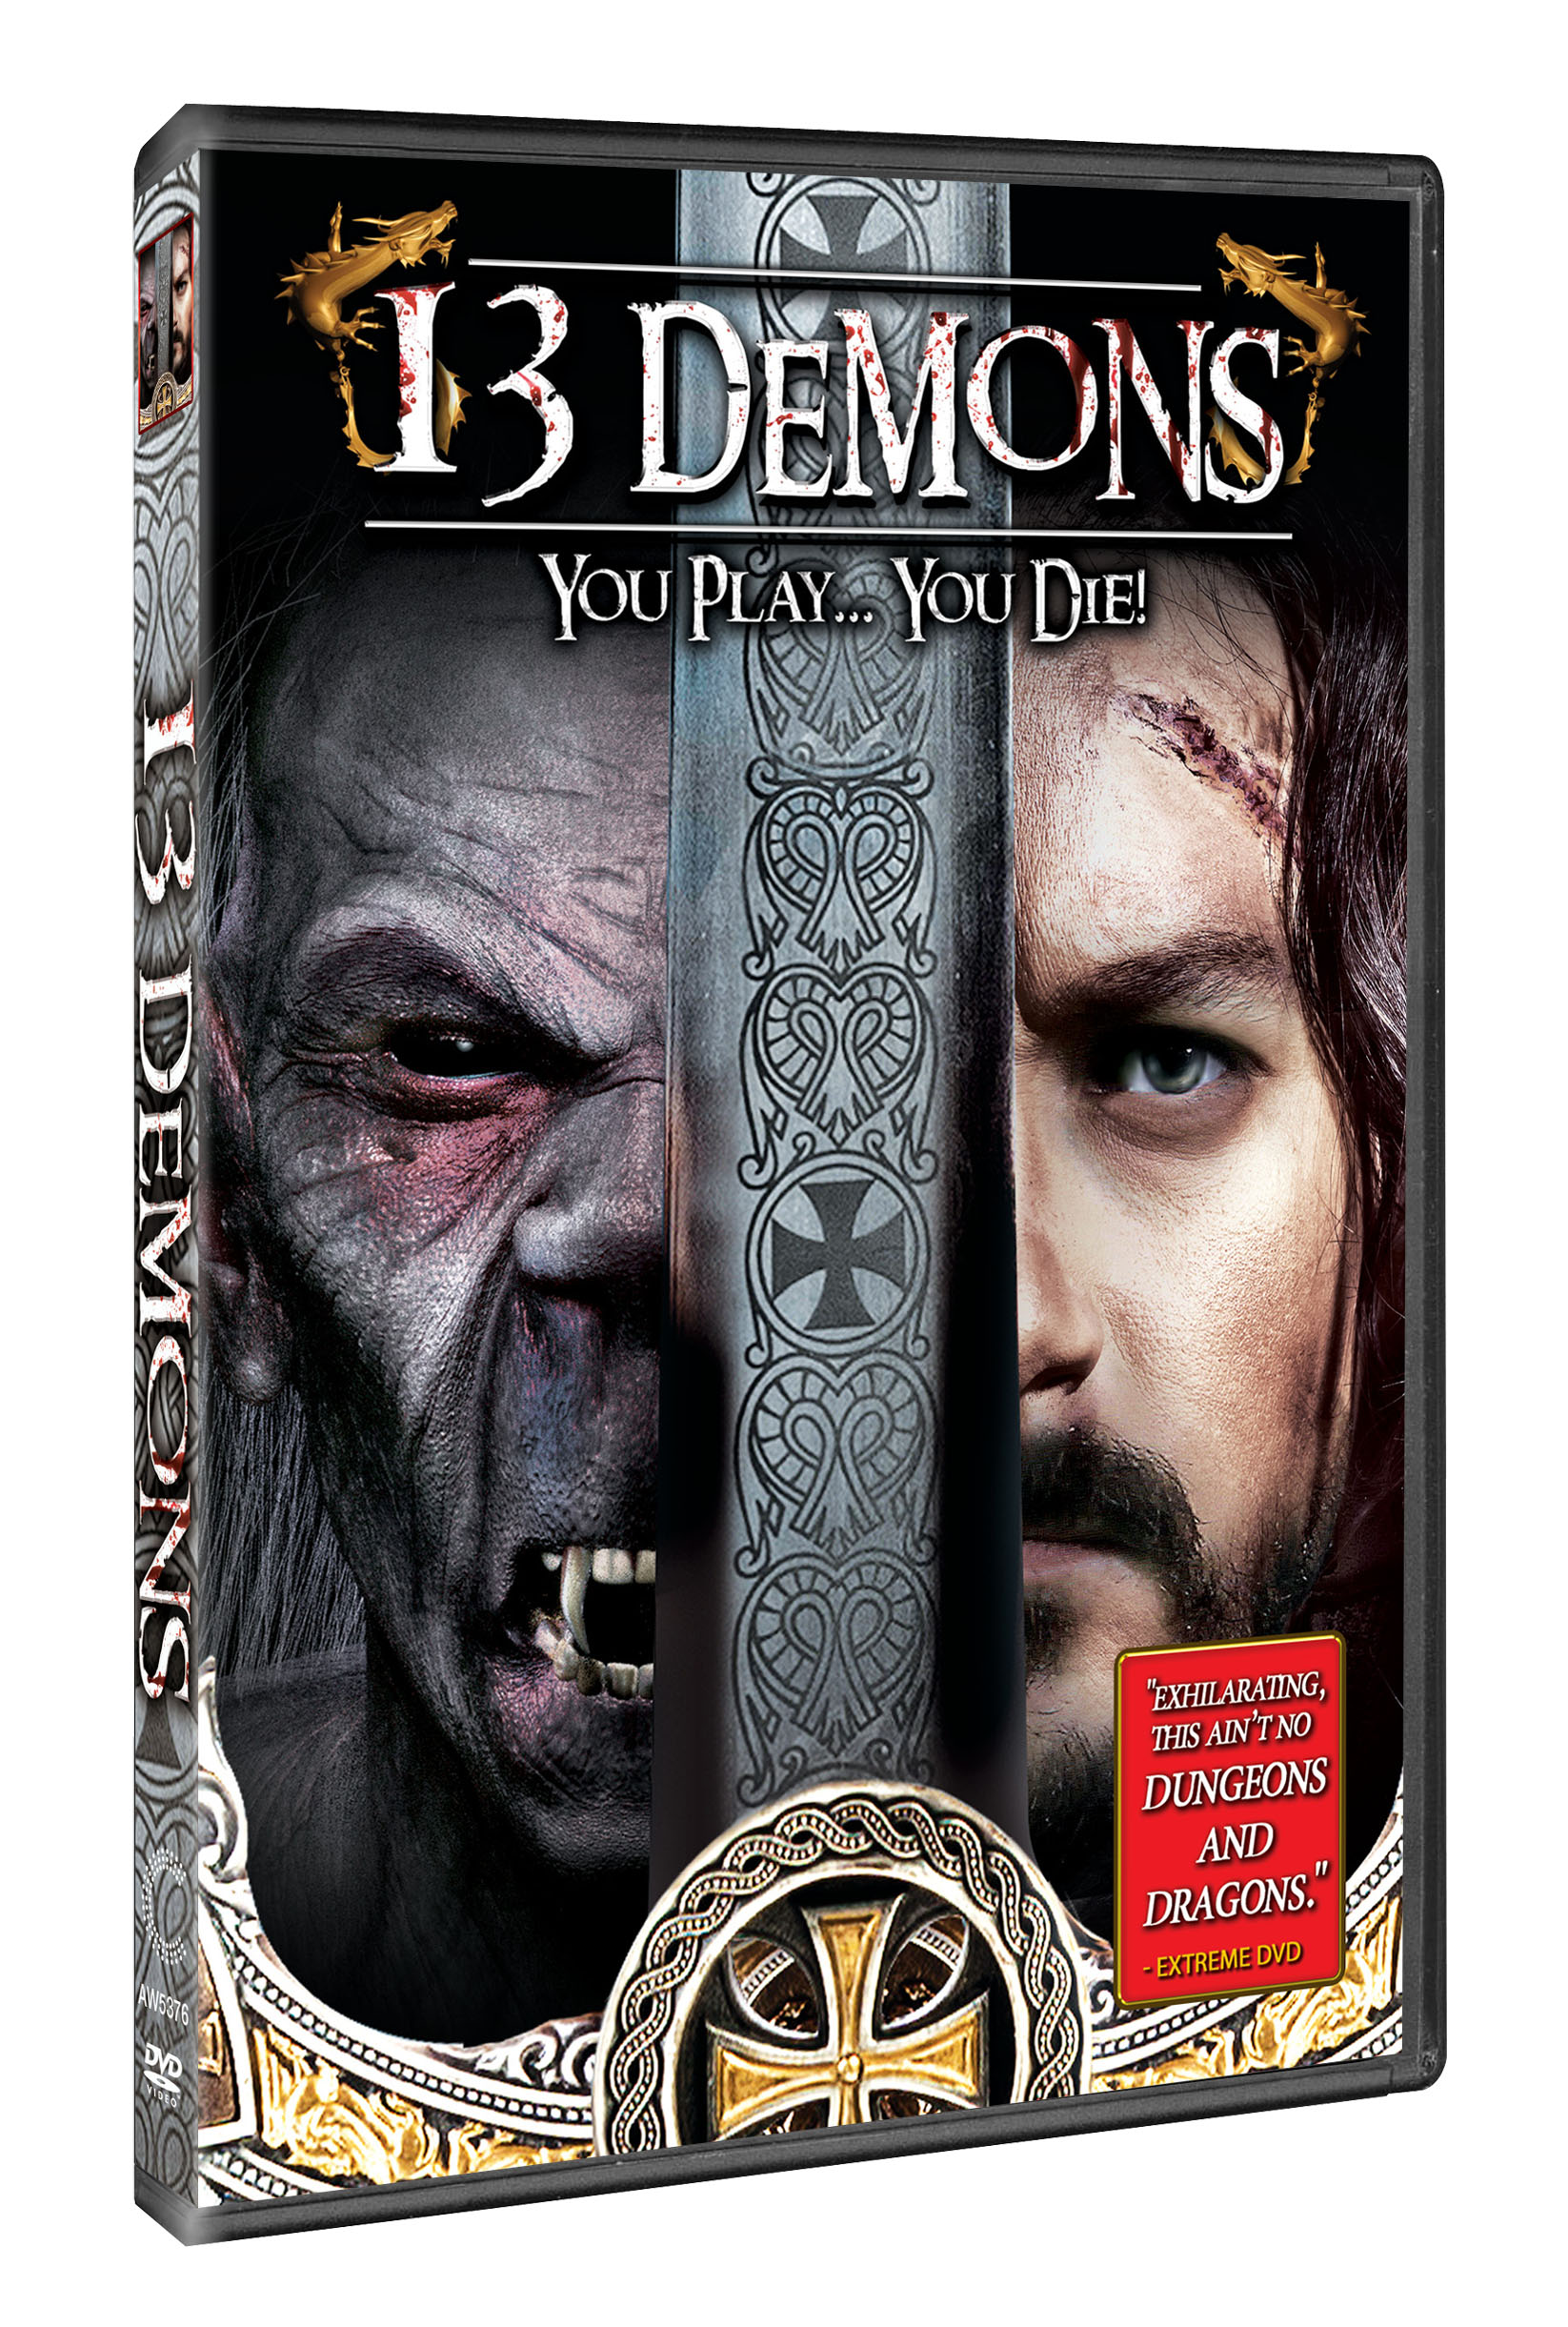 13 DEMONS
YOU PLAY... YOU DIE!
"EXHILARATING,
THIS AIN'T NO
DUNGEONS
AND
DRAGONS."
- EXTREME DVD
13 DEMONS
AW5376
DVD
VIDEO